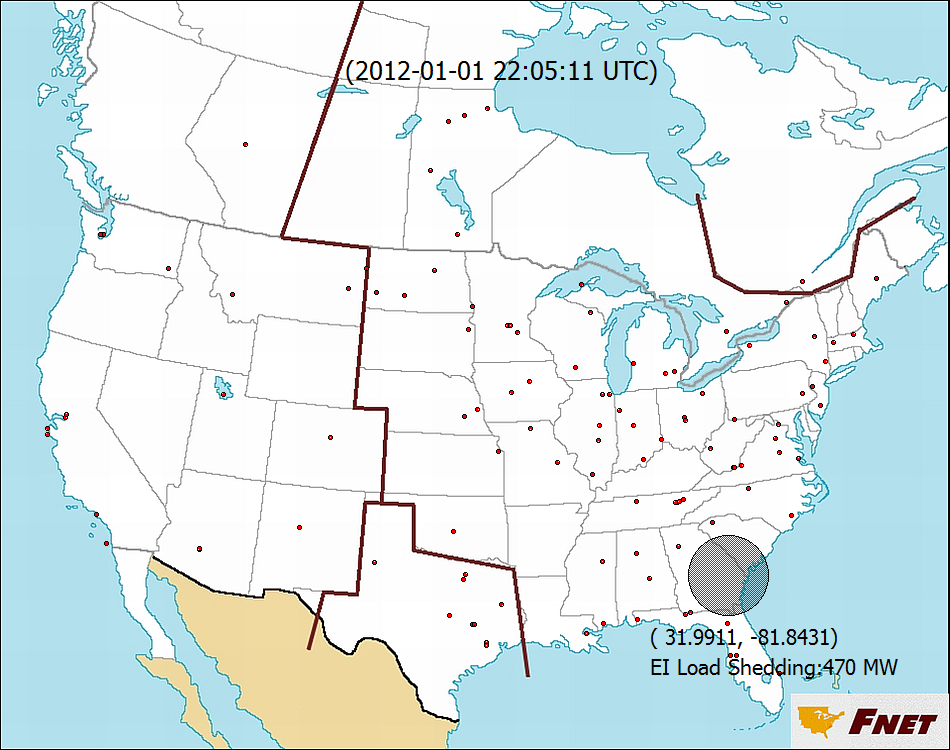 (2012-01-01 22:05:11 UTC)
( 31.9911, -81.8431)
EI Load Shedding:470 MW
FNET